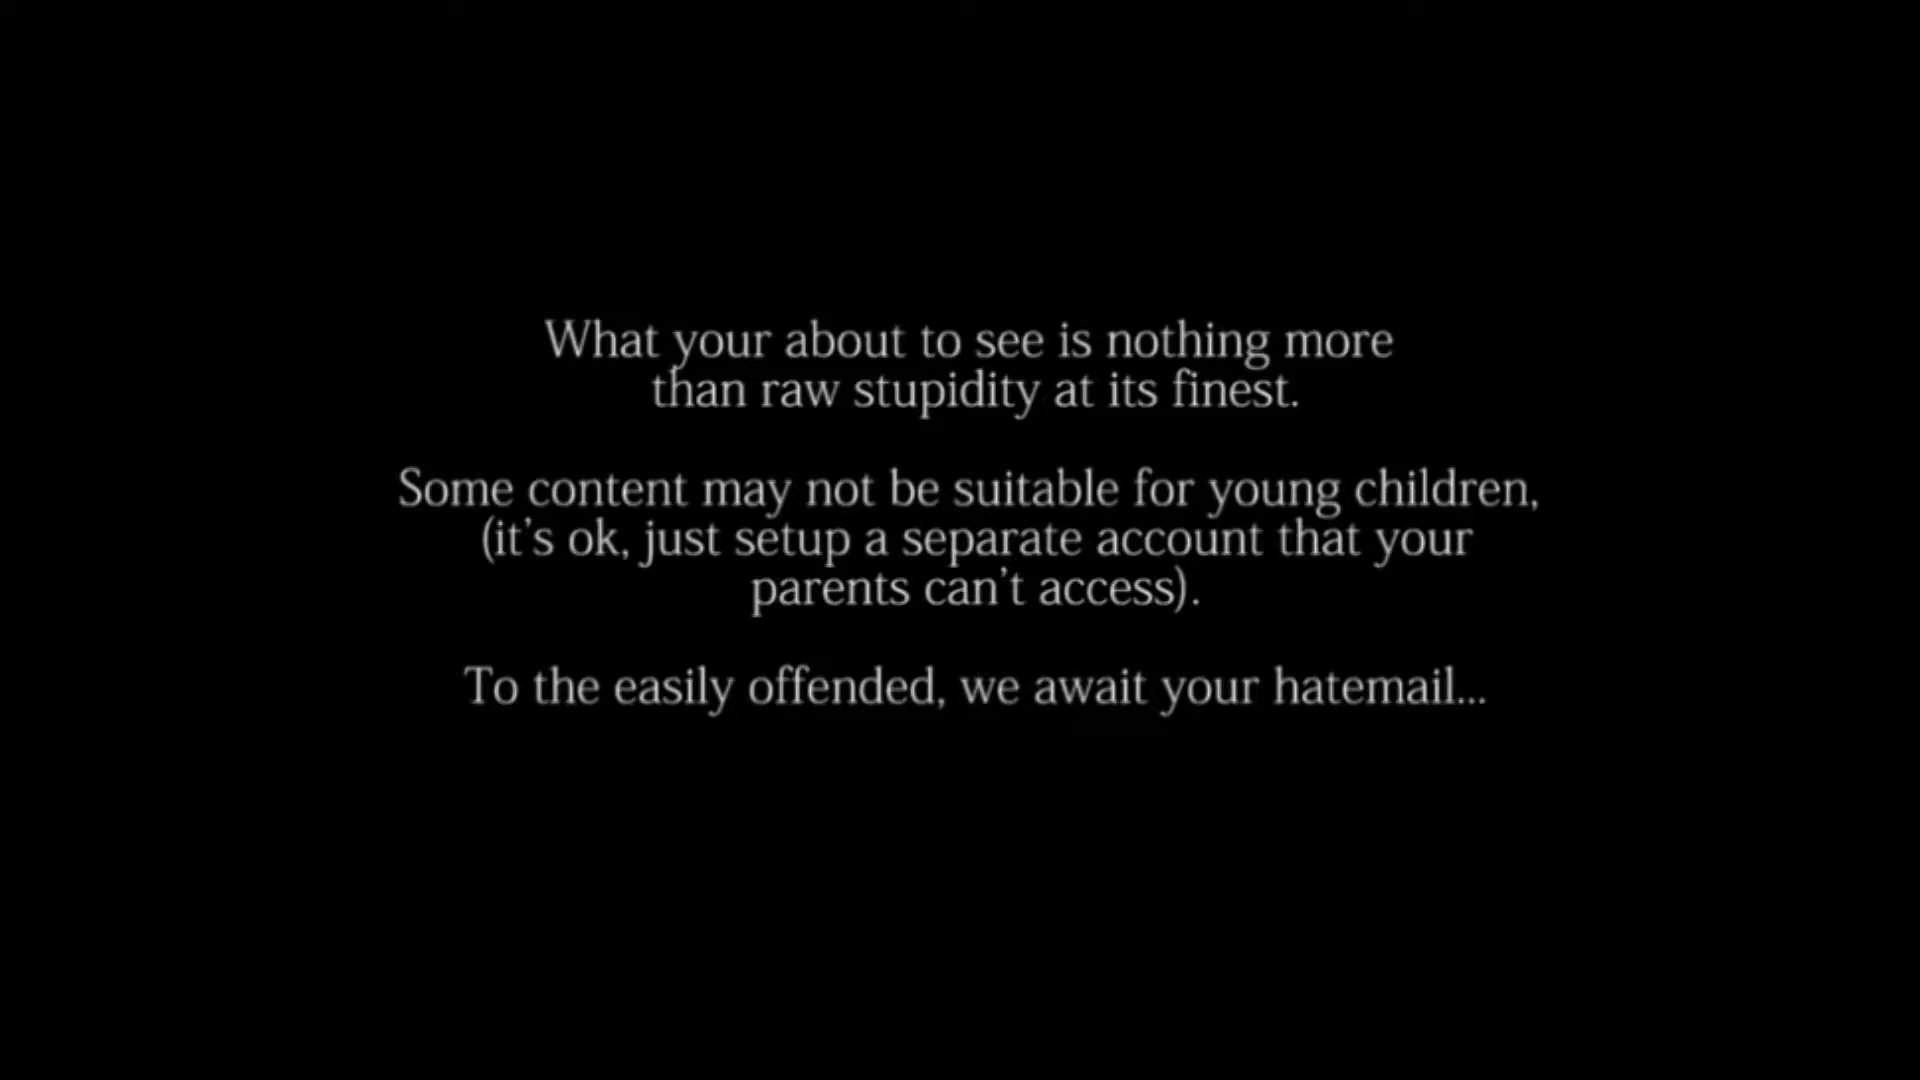 What your about to see is nothing more
than raw stupidity at its finest.
Some content may not be suitable for young children,
(it's ok, just setup a separate account that your
parents can't access).
To the easily offended, we await your hatemail...